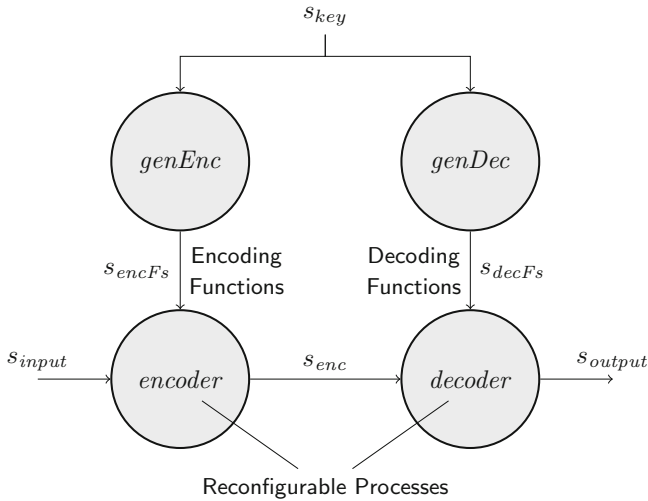 s_key
genEnc
genDec
s_encFs
Encoding
Functions
Decoding
Functions
s_decFs
s_input
encoder
s_enc
decoder
s_output
Reconfigurable Processes